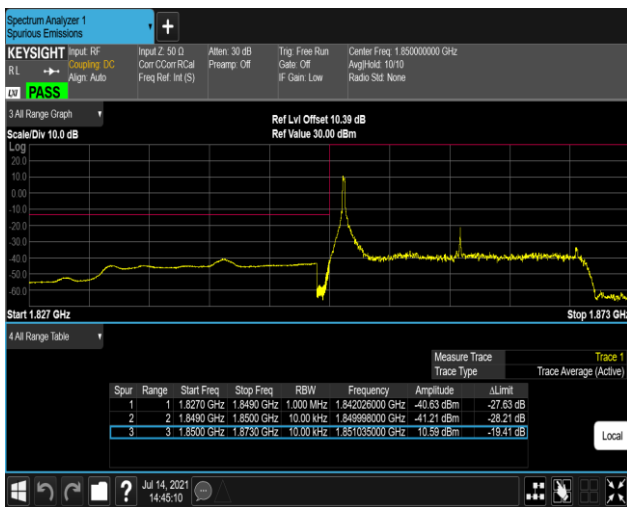 Spectrum Analyzer 1
Spurious Emissions
KEYSIGHT Input: RF Input Z: 50 Ω Atten: 30 dB Trig: Free Run Center Freq: 1.850000000 GHz
R L Coupling: DC Corr CCorr RCal Preamp: Off Gate: Off Avg|Hold: 10/10
Align: Auto Freq Ref: Int (S) IF Gain: Low Radio Std: None
LXI PASS
3 All Range Graph
Ref Lvl Offset 10.39 dB
Scale/Div 10.0 dB Ref Value 30.00 dBm
Log
20.0
10.0
0.00
-10.0
-20.0
-30.0
-40.0
-50.0
-60.0
Start 1.827 GHz Stop 1.873 GHz
4 All Range Table
Measure Trace Trace 1
Trace Type Trace Average (Active)
Spur Range Start Freq Stop Freq RBW Frequency Amplitude ΔLimit
1 1 1.8270 GHz 1.8490 GHz 1.000 MHz 1.842026000 GHz -40.63 dBm -27.63 dB
2 2 1.8490 GHz 1.8500 GHz 10.00 kHz 1.849998000 GHz -41.21 dBm -28.21 dB
3 3 1.8500 GHz 1.8730 GHz 10.00 kHz 1.851035000 GHz 10.59 dBm -19.41 dB
Local
? Jul 14, 2021
14:45:10